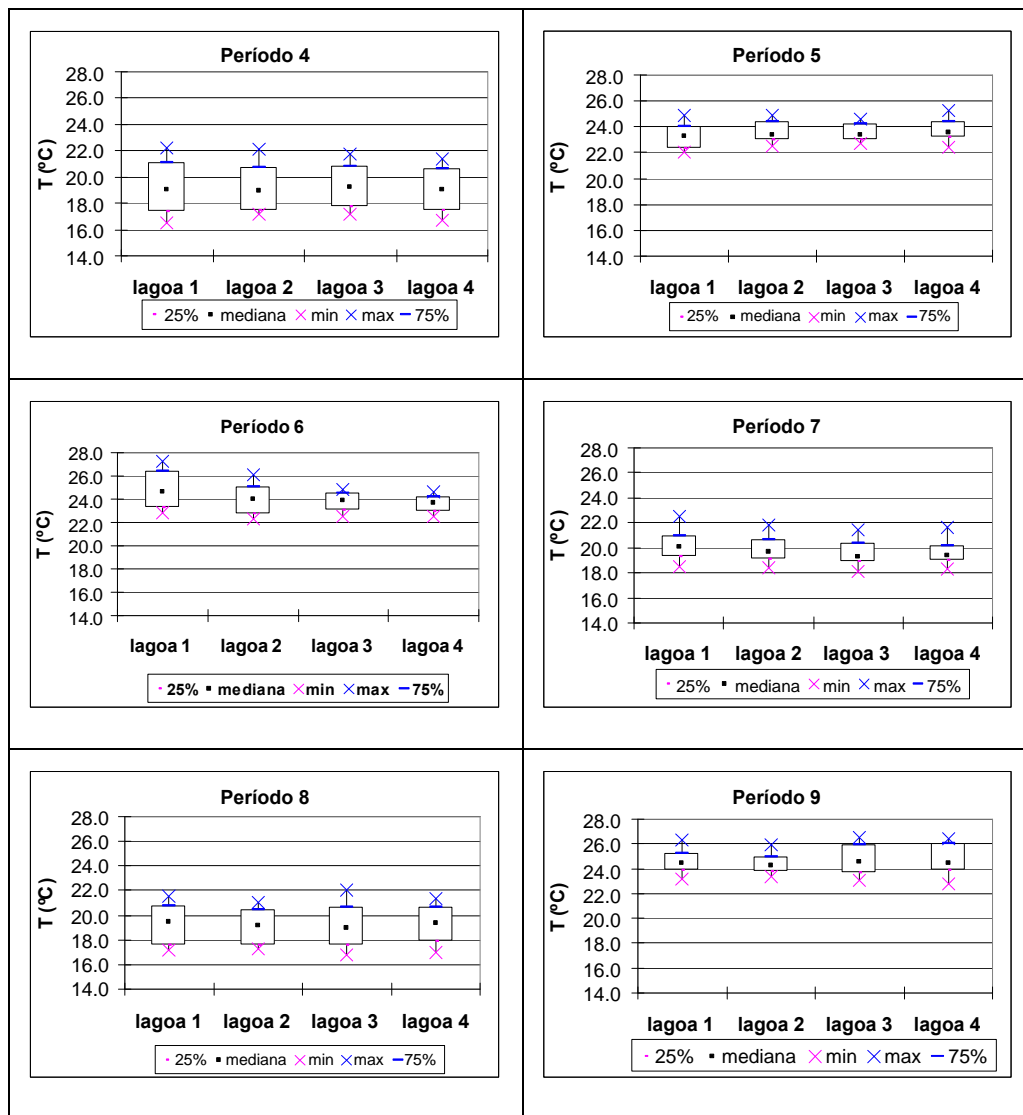 Período 4
28.0
26.0
24.0
22.0
20.0
18.0
16.0
14.0
T (ºC)
lagoa 1 lagoa 2 lagoa 3 lagoa 4
25% mediana min max 75%
Período 5
28.0
26.0
24.0
22.0
20.0
18.0
16.0
14.0
T (ºC)
lagoa 1 lagoa 2 lagoa 3 lagoa 4
25% mediana min max 75%
Período 6
28.0
26.0
24.0
22.0
20.0
18.0
16.0
14.0
T (ºC)
lagoa 1 lagoa 2 lagoa 3 lagoa 4
25% mediana min max 75%
Período 7
28.0
26.0
24.0
22.0
20.0
18.0
16.0
14.0
T (ºC)
lagoa 1 lagoa 2 lagoa 3 lagoa 4
25% mediana min max 75%
Período 8
28.0
26.0
24.0
22.0
20.0
18.0
16.0
14.0
T (ºC)
lagoa 1 lagoa 2 lagoa 3 lagoa 4
25% mediana min max 75%
Período 9
28.0
26.0
24.0
22.0
20.0
18.0
16.0
14.0
T (ºC)
lagoa 1 lagoa 2 lagoa 3 lagoa 4
25% mediana min max 75%